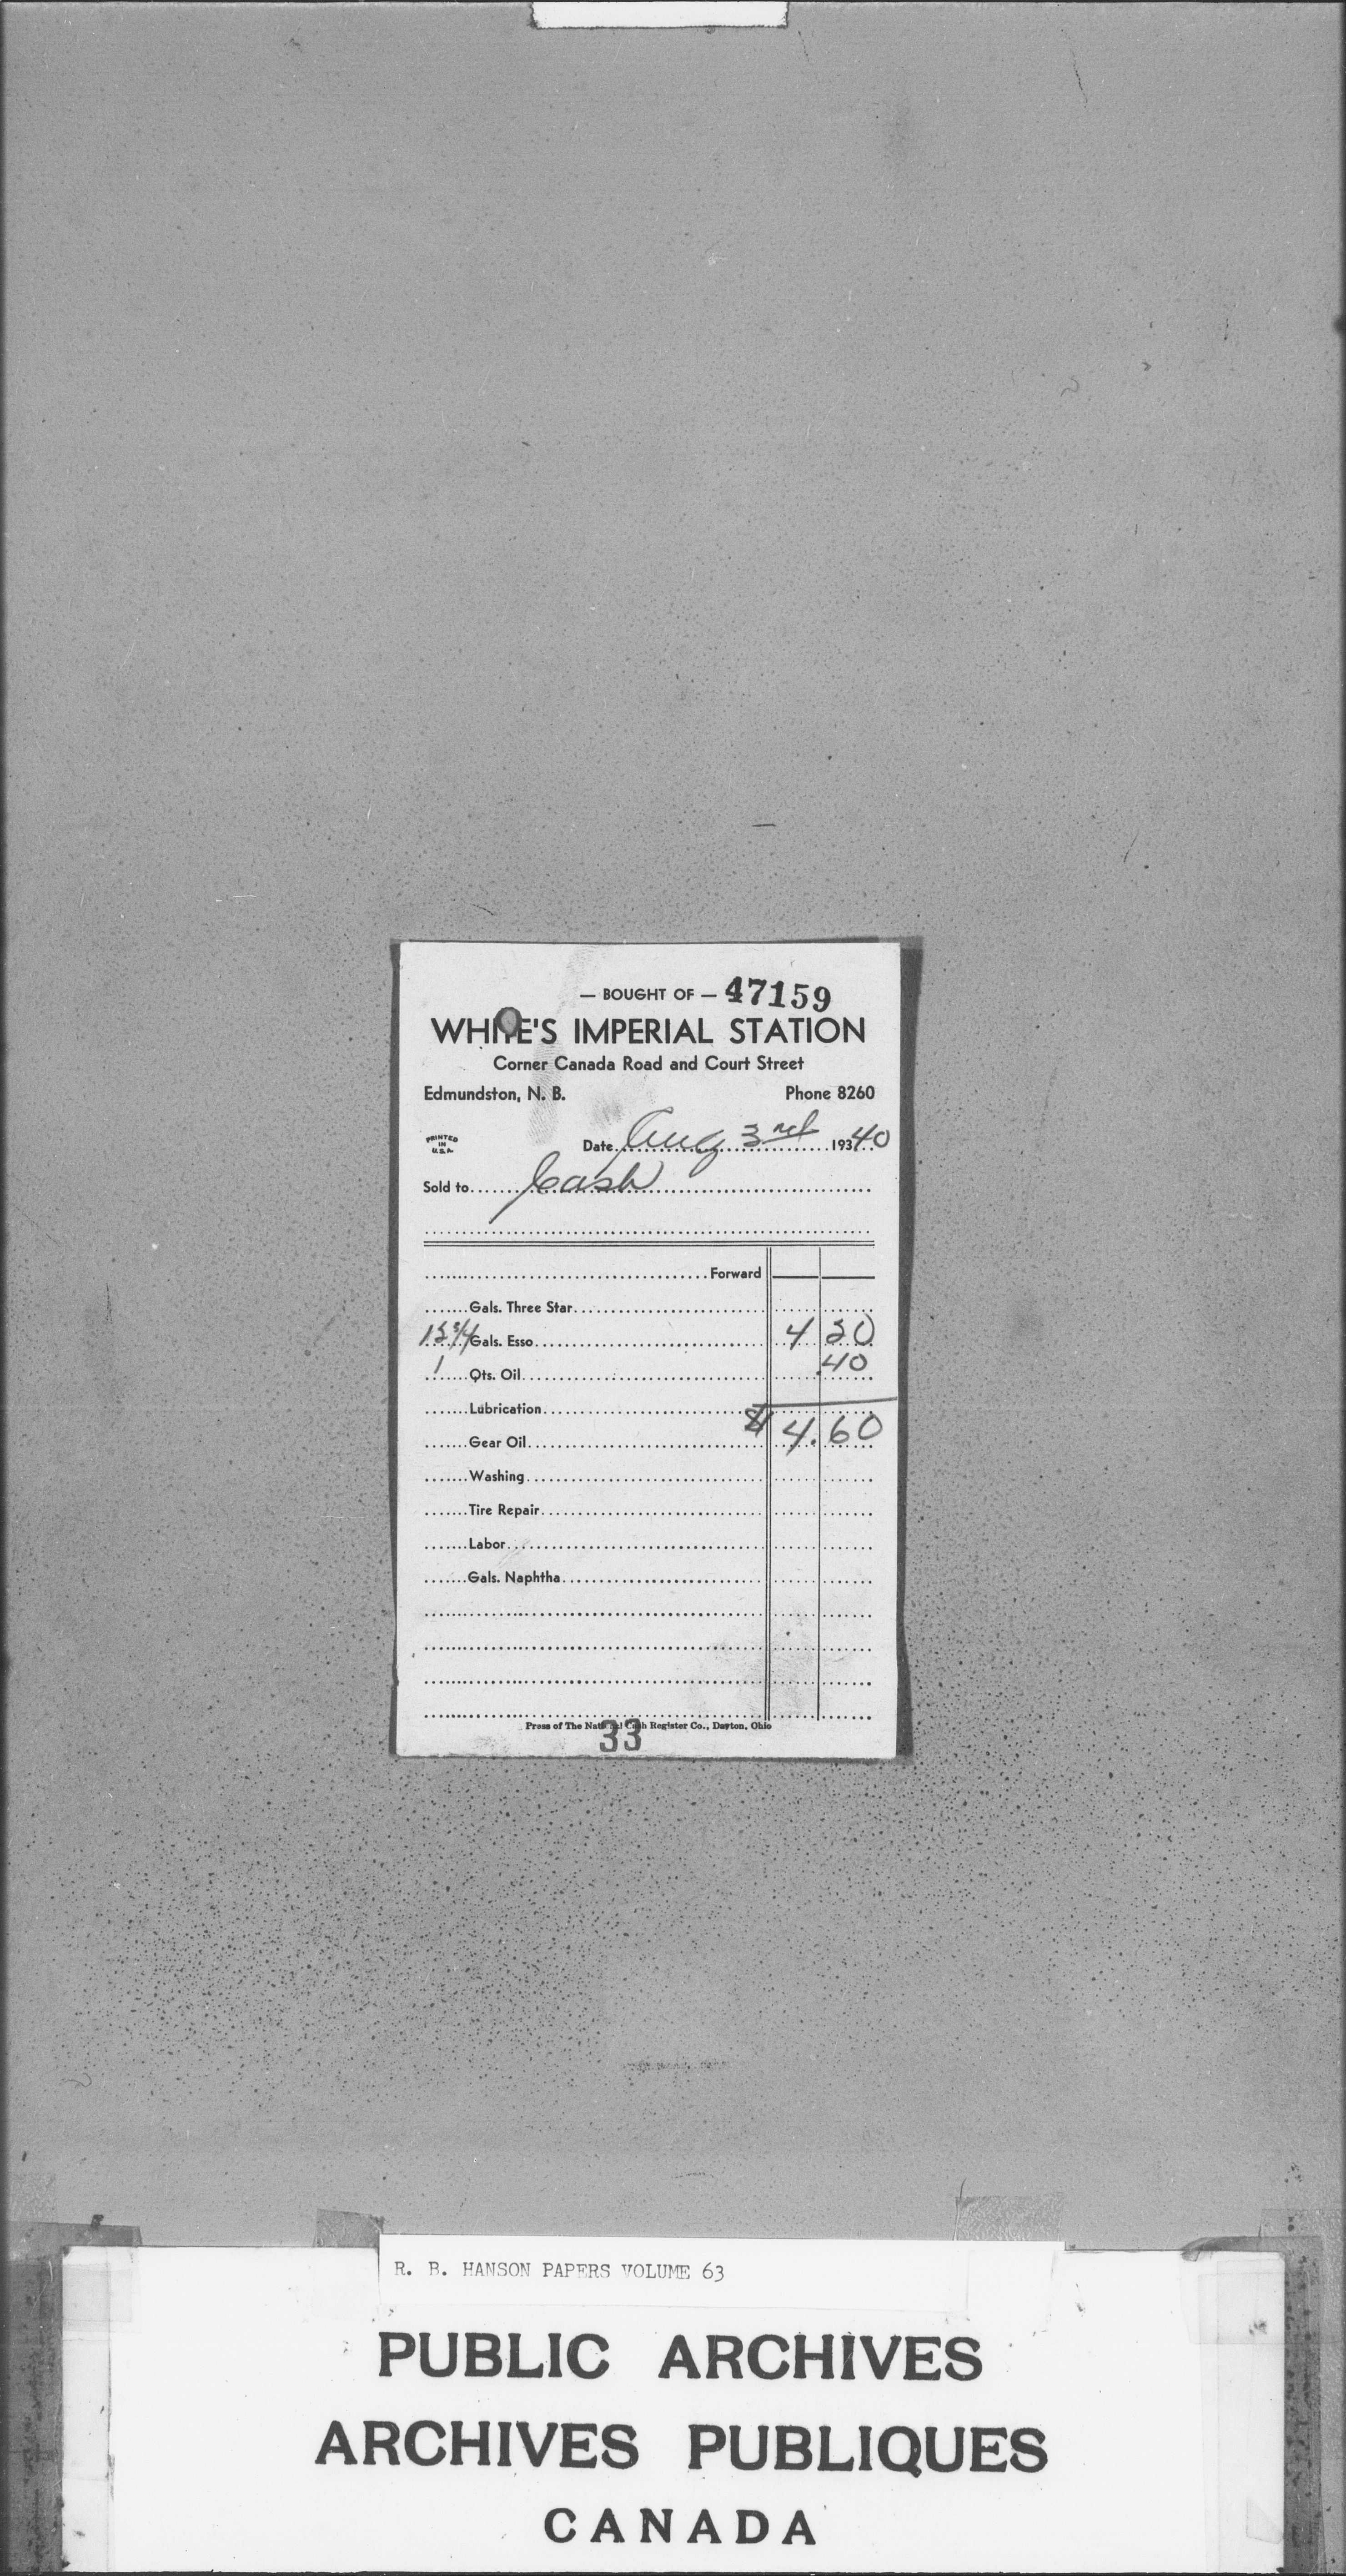 — BOUGHT OF — 47159
WHITE'S IMPERIAL STATION
Corner Canada Road and Court Street
Edmundston, N. B. Phone 8260
PRINTED IN U.S.A.
Date Aug 3rd 19340
Sold to Cash
Forward
Gals. Three Star
Gals. Esso 4 20
1 Qts. Oil .40
Lubrication
Gear Oil $ 4.60
Washing
Tire Repair
Labor
Gals. Naphtha
Press of The National Cash Register Co., Dayton, Ohio
33
R. B. HANSON PAPERS VOLUME 63
PUBLIC ARCHIVES
ARCHIVES PUBLIQUES
CANADA